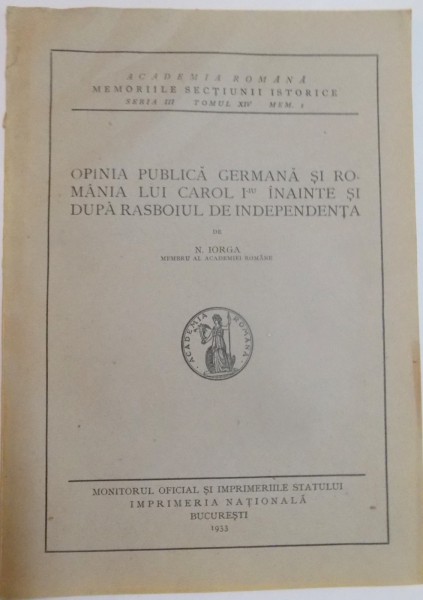 ACADEMIA ROMÂNĂ
MEMORIILE SECȚIUNII ISTORICE
SERIA III TOMUL XIV MEM. 1
OPINIA PUBLICĂ GERMANĂ ȘI RO-
MÂNIA LUI CAROL I-IU ÎNAINTE ȘI
DUPĂ RASBOIUL DE INDEPENDENȚA
DE
N. IORGA
MEMBRU AL ACADEMIEI ROMÂNE
ACADEMIA ROMANA
MONITORUL OFICIAL ȘI IMPRIMERIILE STATULUI
IMPRIMERIA NAȚIONALĂ
BUCUREȘTI
1933